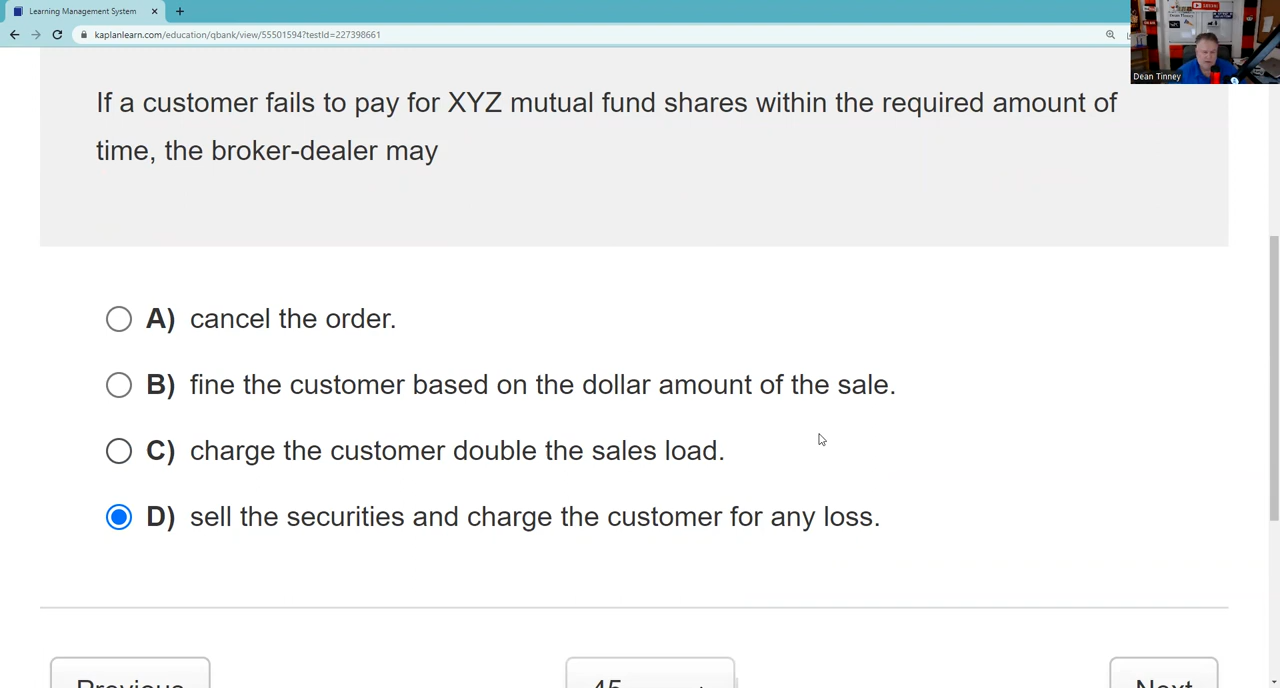 Learning Management System
kaplanlearn.com/education/qbank/view/55501594?testId=227398661
Dean Tinney
If a customer fails to pay for XYZ mutual fund shares within the required amount of
time, the broker-dealer may
A) cancel the order.
B) fine the customer based on the dollar amount of the sale.
C) charge the customer double the sales load.
D) sell the securities and charge the customer for any loss.
Previous
45
Next